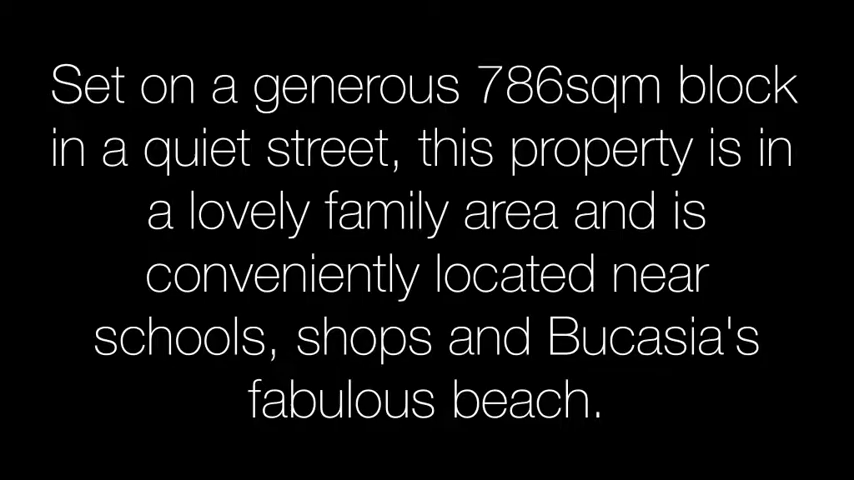 Set on a generous 786sqm block
in a quiet street, this property is in
a lovely family area and is
conveniently located near
schools, shops and Bucasia's
fabulous beach.